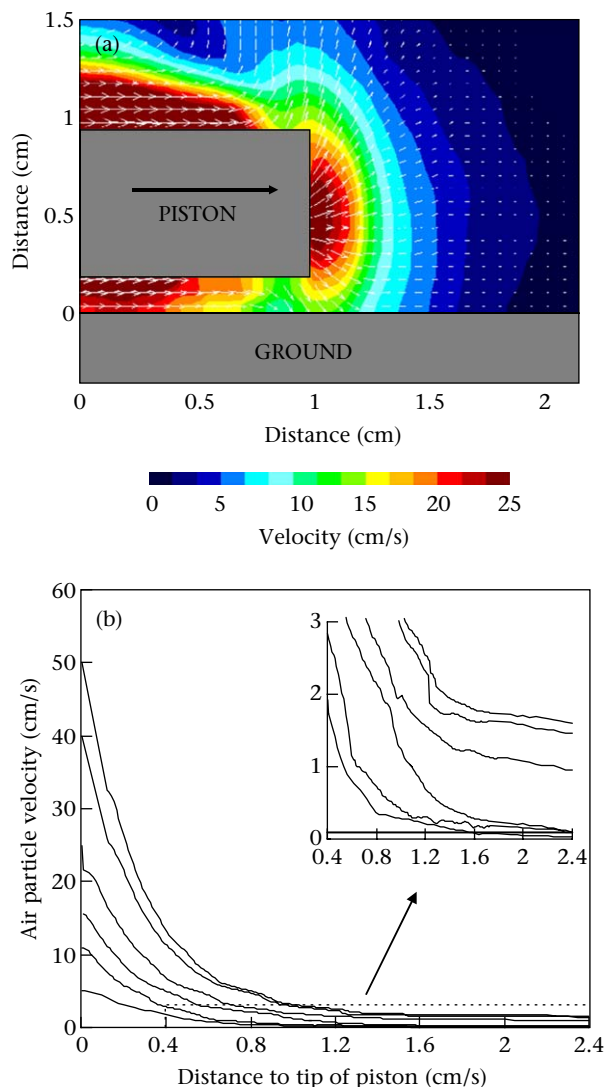 1.5
(a)
1
Distance (cm)
0.5
PISTON
0
GROUND
0 0.5 1 1.5 2
Distance (cm)
0 5 10 15 20 25
Velocity (cm/s)
60
(b)
50
40
30
20
10
0
Air particle velocity (cm/s)
3
2
1
0
0.4 0.8 1.2 1.6 2 2.4
0 0.4 0.8 1.2 1.6 2 2.4
Distance to tip of piston (cm/s)